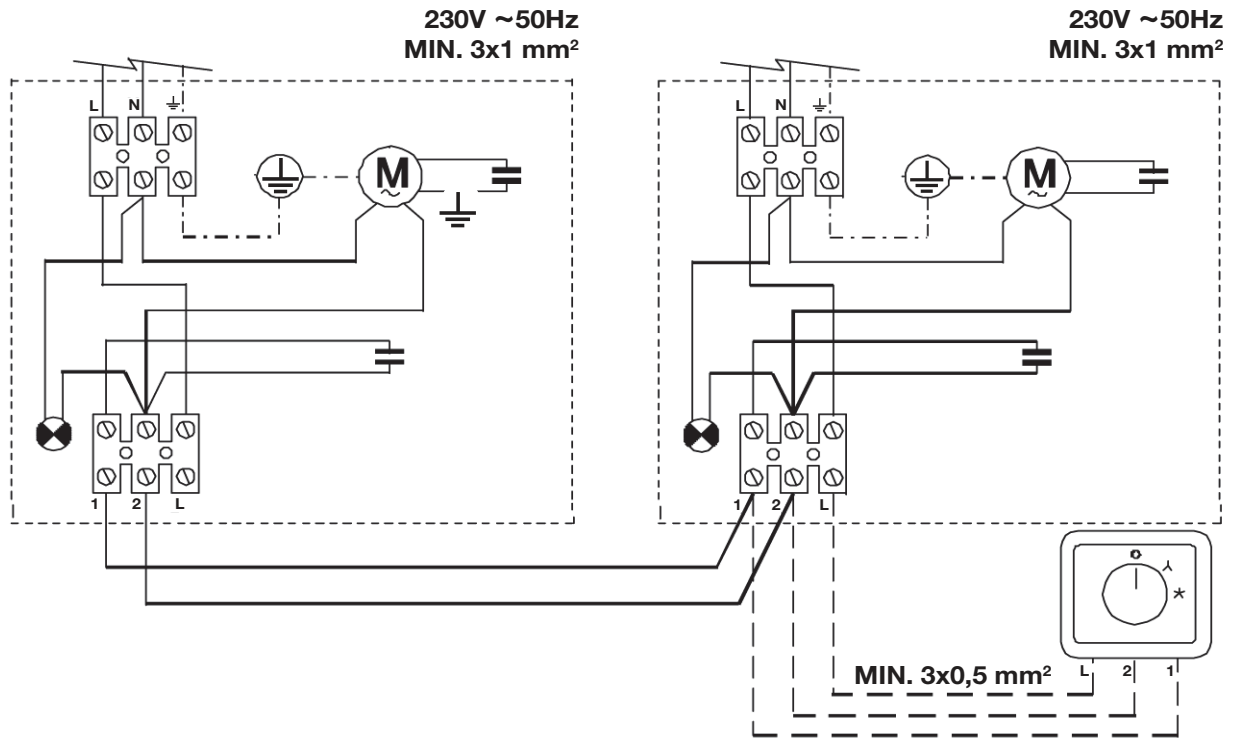 230V ~50Hz
MIN. 3x1 mm²
230V ~50Hz
MIN. 3x1 mm²
L N
L N
M
M
1 2 L
1 2 L
MIN. 3x0,5 mm²
L 2 1